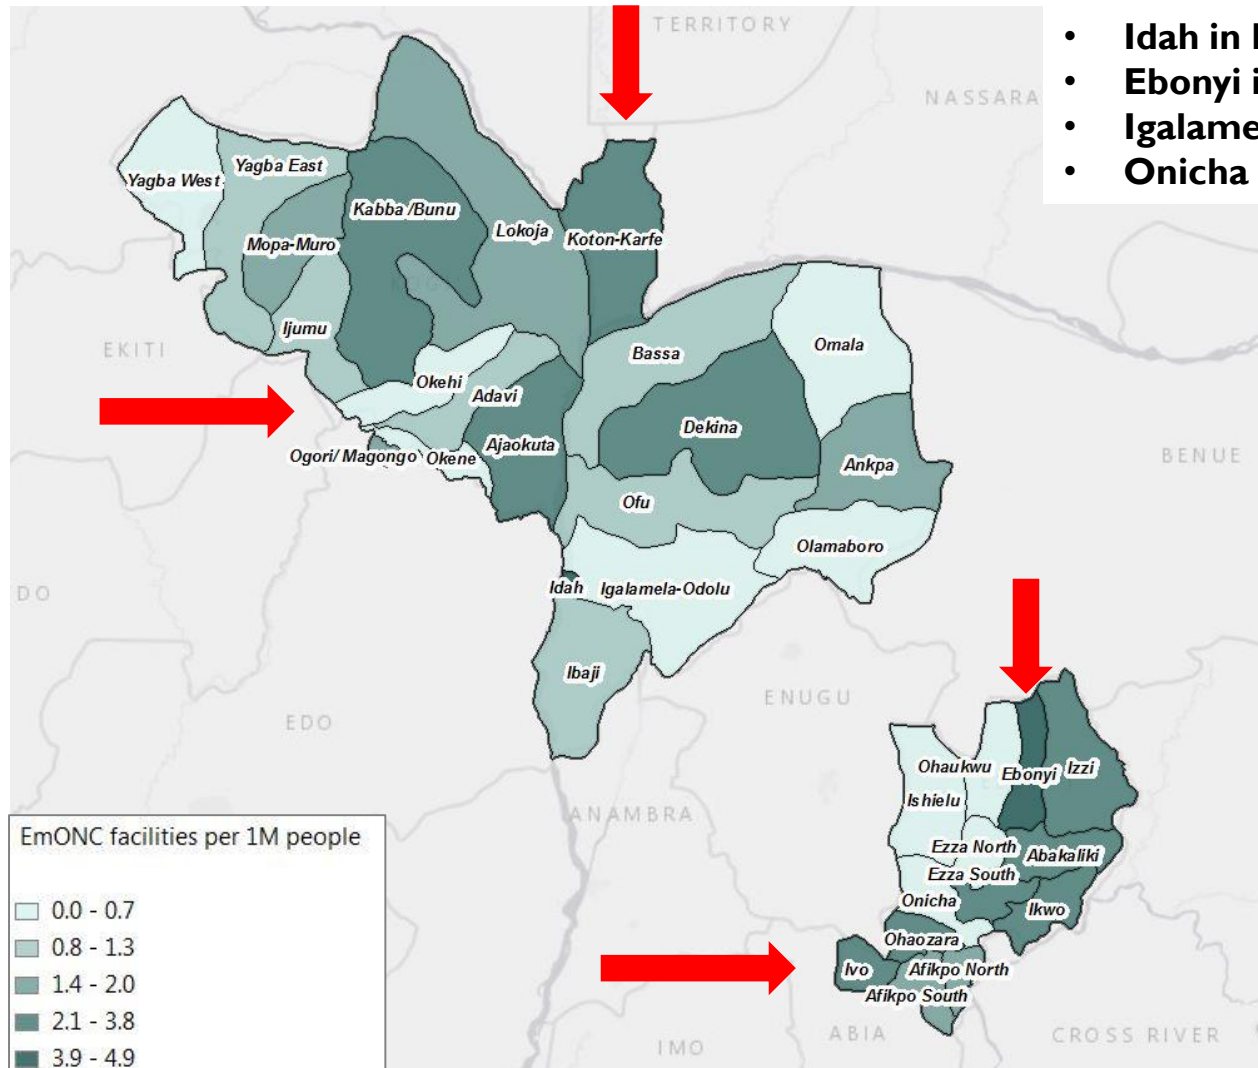 TERRITORY
NASSARA
• Idah in
• Ebonyi i
• Igalame
• Onicha
Yagba West
Yagba East
Kabba /Bunu
Mopa-Muro
Lokoja
Koton-Karfe
Ijumu
EKITI
Bassa
Omala
Okehi
Adavi
Dekina
Ajaokuta
Ogori/ Magongo
Okene
Ankpa
BENUE
Ofu
Olamaboro
Idah
Igalamela-Odolu
DO
Ibaji
ENUGU
EDO
Ohaukwu
Ebonyi
Izzi
Ishielu
ANAMBRA
Ezza North
Abakaliki
Ezza South
Onicha
Ikwo
Ohaozara
Ivo
Afikpo North
Afikpo South
ABIA
CROSS RIVER
IMO
EmONC facilities per 1M people
0.0 - 0.7
0.8 - 1.3
1.4 - 2.0
2.1 - 3.8
3.9 - 4.9